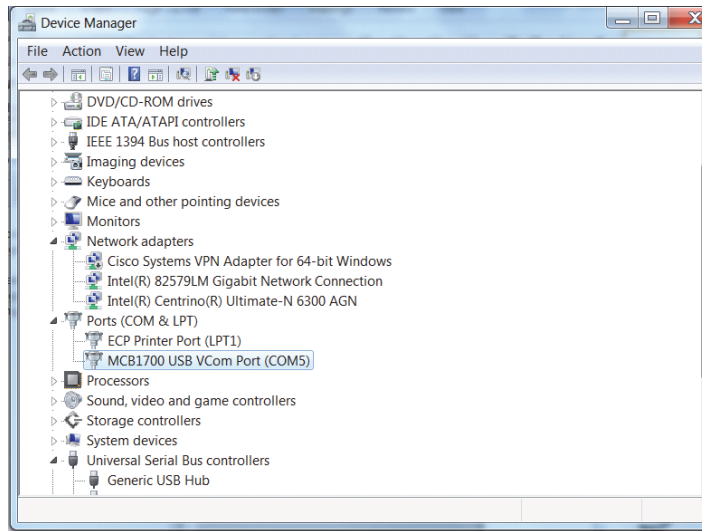 Device Manager
File Action View Help
DVD/CD-ROM drives
IDE ATA/ATAPI controllers
IEEE 1394 Bus host controllers
Imaging devices
Keyboards
Mice and other pointing devices
Monitors
Network adapters
Cisco Systems VPN Adapter for 64-bit Windows
Intel(R) 82579LM Gigabit Network Connection
Intel(R) Centrino(R) Ultimate-N 6300 AGN
Ports (COM & LPT)
ECP Printer Port (LPT1)
MCB1700 USB VCom Port (COM5)
Processors
Sound, video and game controllers
Storage controllers
System devices
Universal Serial Bus controllers
Generic USB Hub